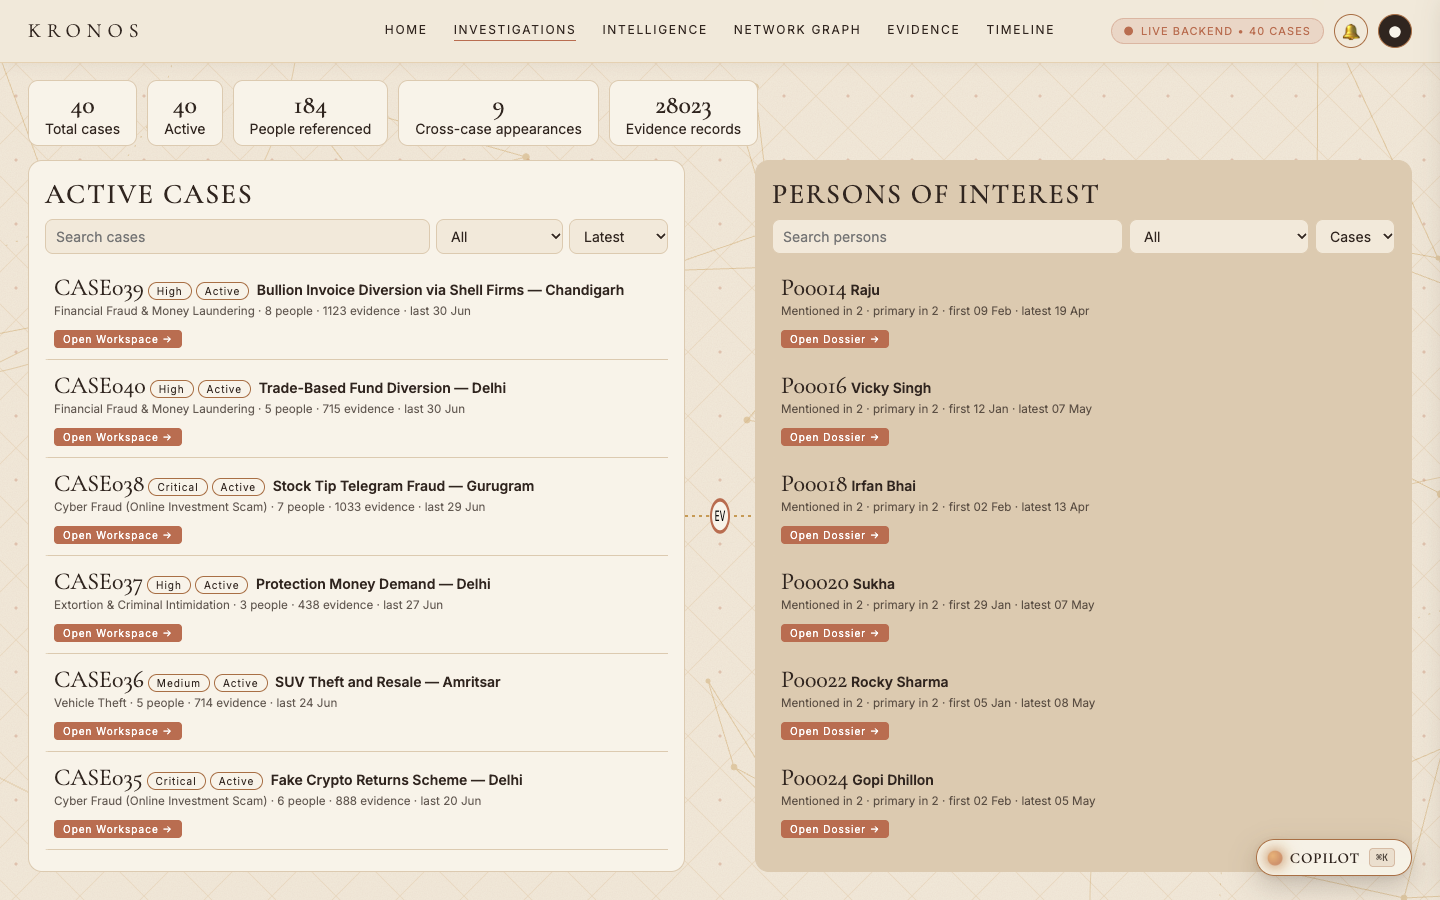 KRONOS
HOME INVESTIGATIONS INTELLIGENCE NETWORK GRAPH EVIDENCE TIMELINE
LIVE BACKEND • 40 CASES
40
Total cases
40
Active
184
People referenced
9
Cross-case appearances
28023
Evidence records
ACTIVE CASES
Search cases All Latest
CASE039 High Active Bullion Invoice Diversion via Shell Firms — Chandigarh
Financial Fraud & Money Laundering · 8 people · 1123 evidence · last 30 Jun
Open Workspace →
CASE040 High Active Trade-Based Fund Diversion — Delhi
Financial Fraud & Money Laundering · 5 people · 715 evidence · last 30 Jun
Open Workspace →
CASE038 Critical Active Stock Tip Telegram Fraud — Gurugram
Cyber Fraud (Online Investment Scam) · 7 people · 1033 evidence · last 29 Jun
Open Workspace →
CASE037 High Active Protection Money Demand — Delhi
Extortion & Criminal Intimidation · 3 people · 438 evidence · last 27 Jun
Open Workspace →
CASE036 Medium Active SUV Theft and Resale — Amritsar
Vehicle Theft · 5 people · 714 evidence · last 24 Jun
Open Workspace →
CASE035 Critical Active Fake Crypto Returns Scheme — Delhi
Cyber Fraud (Online Investment Scam) · 6 people · 888 evidence · last 20 Jun
Open Workspace →
EV
PERSONS OF INTEREST
Search persons All Cases
P00014 Raju
Mentioned in 2 · primary in 2 · first 09 Feb · latest 19 Apr
Open Dossier →
P00016 Vicky Singh
Mentioned in 2 · primary in 2 · first 12 Jan · latest 07 May
Open Dossier →
P00018 Irfan Bhai
Mentioned in 2 · primary in 2 · first 02 Feb · latest 13 Apr
Open Dossier →
P00020 Sukha
Mentioned in 2 · primary in 2 · first 29 Jan · latest 07 May
Open Dossier →
P00022 Rocky Sharma
Mentioned in 2 · primary in 2 · first 05 Jan · latest 08 May
Open Dossier →
P00024 Gopi Dhillon
Mentioned in 2 · primary in 2 · first 02 Feb · latest 05 May
Open Dossier →
COPILOT ⌘K